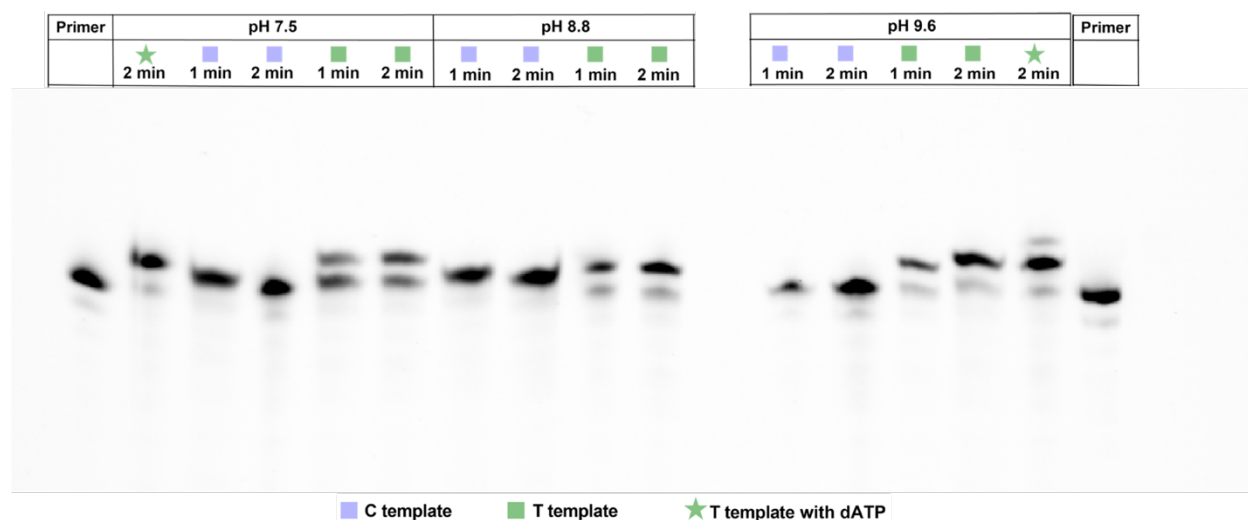 Primer pH 7.5 pH 8.8 pH 9.6 Primer
2 min 1 min 2 min 1 min 2 min 1 min 2 min 1 min 2 min 1 min 2 min 1 min 2 min 2 min
C template T template T template with dATP